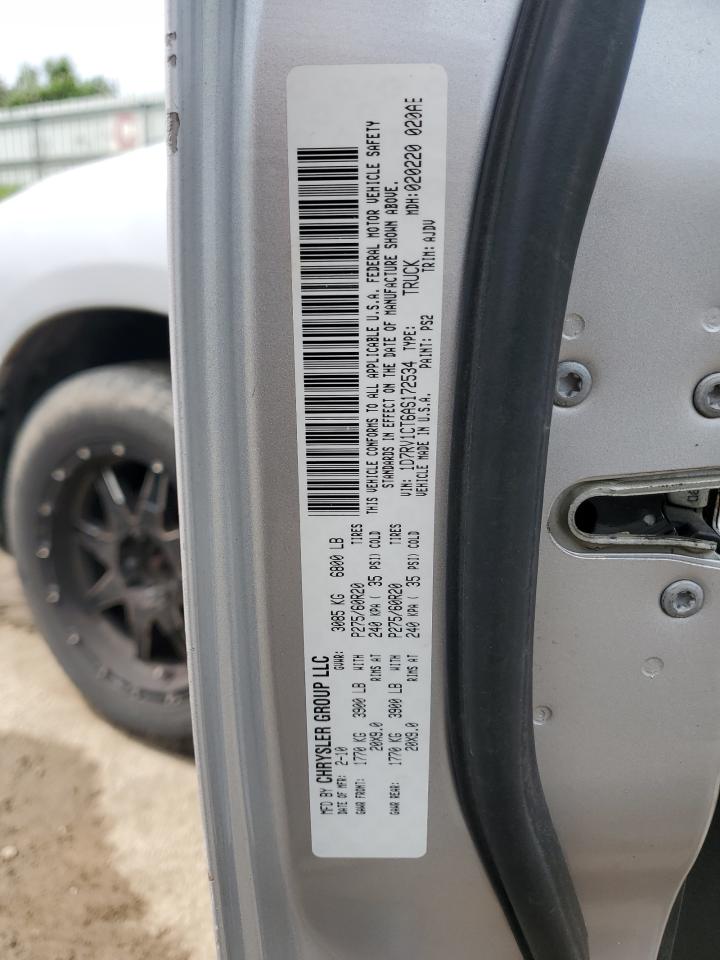 MFD BY CHRYSLER GROUP LLC
DATE OF MFR: 2-10 GVWR: 3085 KG 6800 LB
GAWR FRONT: 1770 KG 3900 LB WITH P275/60R20 TIRES
20X9.0 RIMS AT 240 KPA ( 35 PSI) COLD
GAWR REAR: 1770 KG 3900 LB WITH P275/60R20 TIRES
20X9.0 RIMS AT 240 KPA ( 35 PSI) COLD
THIS VEHICLE CONFORMS TO ALL APPLICABLE U.S.A. FEDERAL MOTOR VEHICLE SAFETY
STANDARDS IN EFFECT ON THE DATE OF MANUFACTURE SHOWN ABOVE.
VIN: 1D7RV1CT6AS172534 TYPE: TRUCK MDH:020220 020AE
VEHICLE MADE IN U.S.A. PAINT: PS2 TRIM: AJDV